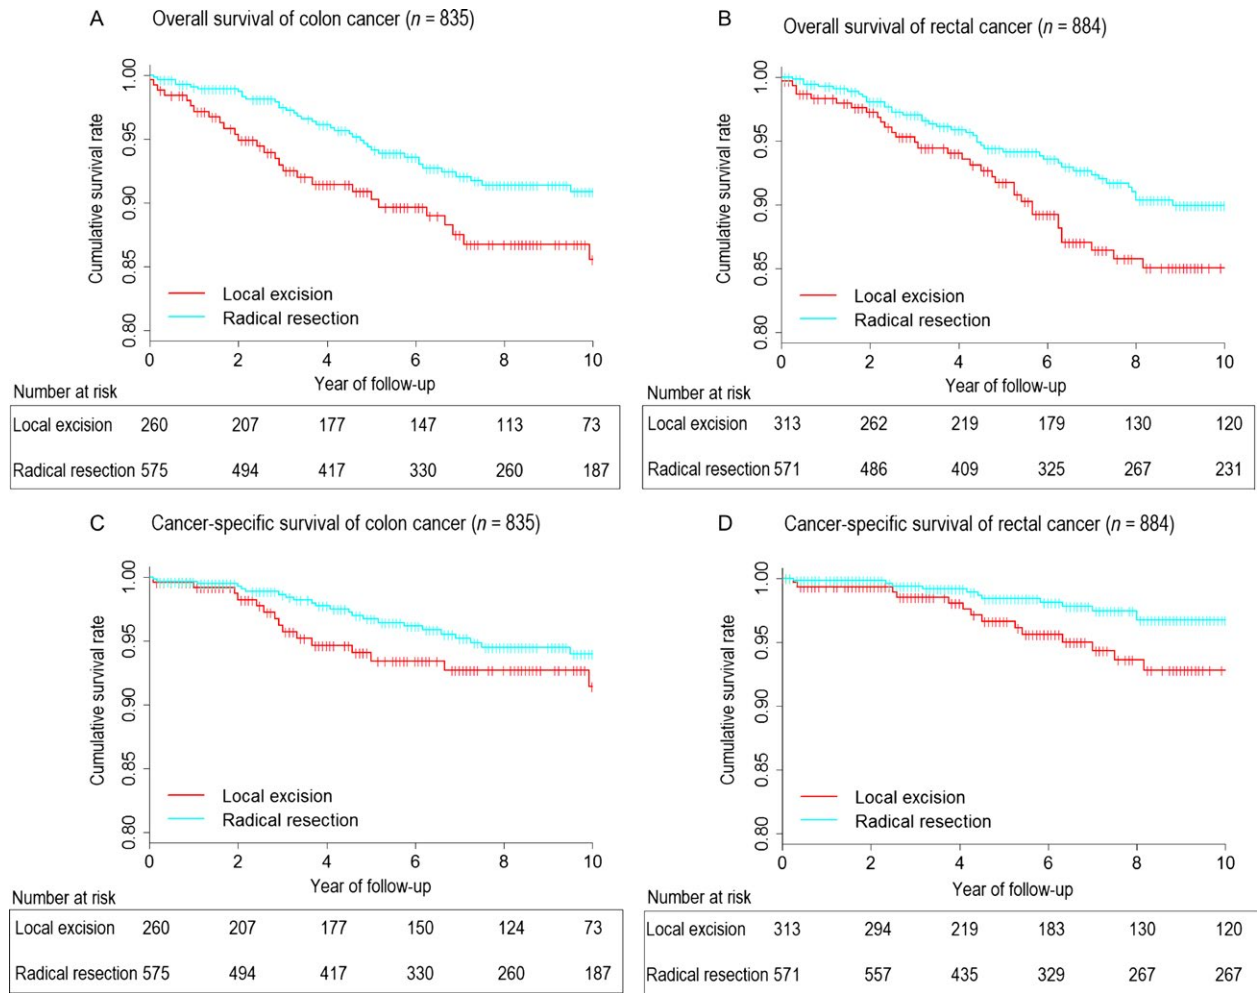 A Overall survival of colon cancer (n = 835)
1.00
0.95
0.90
0.85
0.80
Cumulative survival rate
Local excision
Radical resection
0 2 4 6 8 10
Year of follow-up
Number at risk
Local excision 260 207 177 147 113 73
Radical resection 575 494 417 330 260 187
B Overall survival of rectal cancer (n = 884)
1.00
0.95
0.90
0.85
0.80
Cumulative survival rate
Local excision
Radical resection
0 2 4 6 8 10
Year of follow-up
Number at risk
Local excision 313 262 219 179 130 120
Radical resection 571 486 409 325 267 231
C Cancer-specific survival of colon cancer (n = 835)
1.00
0.95
0.90
0.85
0.80
Cumulative survival rate
Local excision
Radical resection
0 2 4 6 8 10
Year of follow-up
Number at risk
Local excision 260 207 177 150 124 73
Radical resection 575 494 417 330 260 187
D Cancer-specific survival of rectal cancer (n = 884)
1.00
0.95
0.90
0.85
0.80
Cumulative survival rate
Local excision
Radical resection
0 2 4 6 8 10
Year of follow-up
Number at risk
Local excision 313 294 219 183 130 120
Radical resection 571 557 435 329 267 267